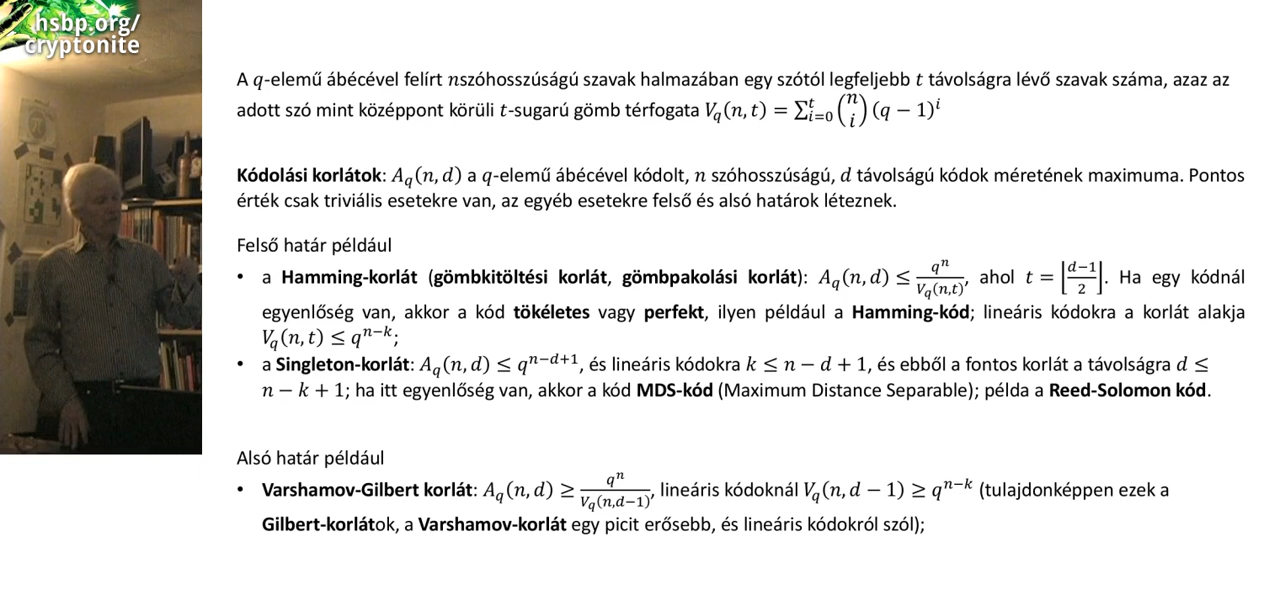 hsbp.org/
cryptonite
A q-elemű ábécével felírt nszóhosszúságú szavak halmazában egy szótól legfeljebb t távolságra lévő szavak száma, azaz az
adott szó mint középpont körüli t-sugarú gömb térfogata V_q(n, t) = ∑_{i=0}^{t} \binom{n}{i} (q − 1)^i
Kódolási korlátok: A_q(n, d) a q-elemű ábécével kódolt, n szóhosszúságú, d távolságú kódok méretének maximuma. Pontos
érték csak triviális esetekre van, az egyéb esetekre felső és alsó határok léteznek.
Felső határ például
• a Hamming-korlát (gömbkitöltési korlát, gömbpakolási korlát): A_q(n, d) ≤ \frac{q^n}{V_q(n,t)}, ahol t = ⌊\frac{d−1}{2}⌋. Ha egy kódnál
egyenlőség van, akkor a kód tökéletes vagy perfekt, ilyen például a Hamming-kód; lineáris kódokra a korlát alakja
V_q(n, t) ≤ q^{n−k};
• a Singleton-korlát: A_q(n, d) ≤ q^{n−d+1}, és lineáris kódokra k ≤ n − d + 1, és ebből a fontos korlát a távolságra d ≤
n − k + 1; ha itt egyenlőség van, akkor a kód MDS-kód (Maximum Distance Separable); példa a Reed-Solomon kód.
Alsó határ például
• Varshamov-Gilbert korlát: A_q(n, d) ≥ \frac{q^n}{V_q(n,d−1)}, lineáris kódoknál V_q(n, d − 1) ≥ q^{n−k} (tulajdonképpen ezek a
Gilbert-korlátok, a Varshamov-korlát egy picit erősebb, és lineáris kódokról szól);